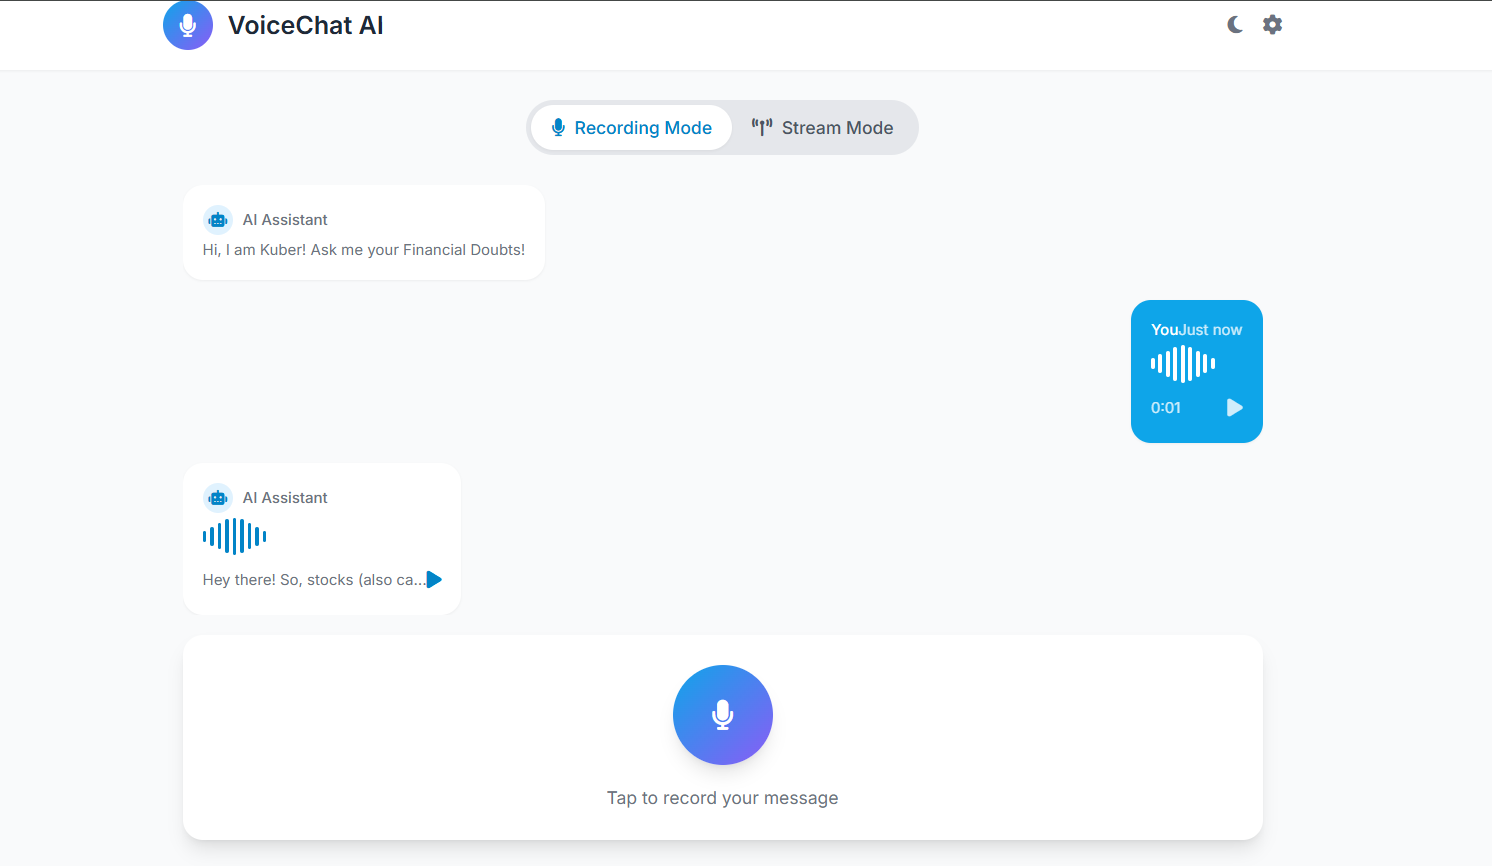 VoiceChat AI
Recording Mode
Stream Mode
AI Assistant
Hi, I am Kuber! Ask me your Financial Doubts!
YouJust now
0:01
AI Assistant
Hey there! So, stocks (also ca...
Tap to record your message